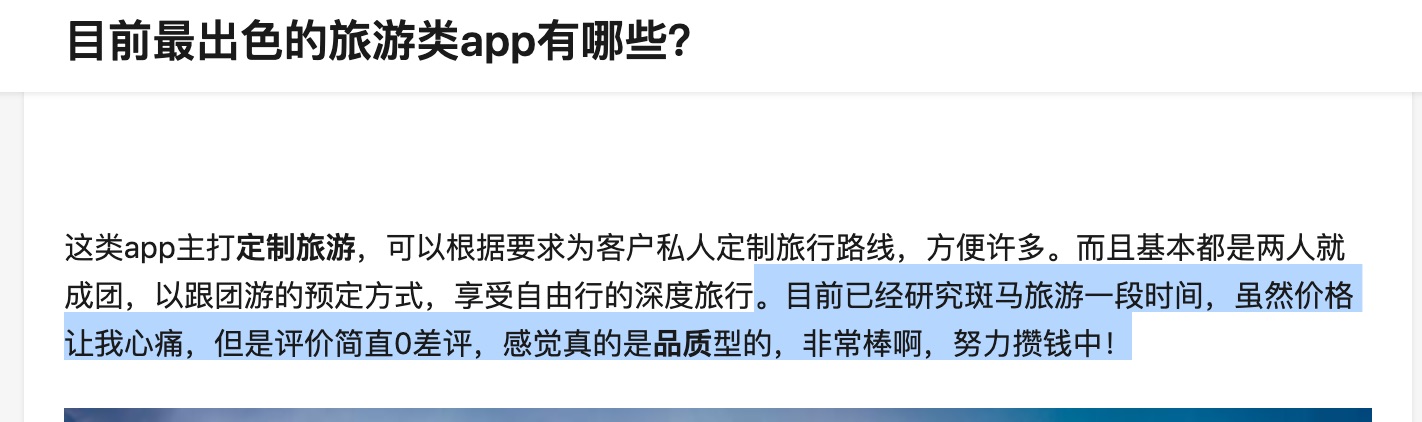 目前最出色的旅游类app有哪些？
这类app主打定制旅游，可以根据要求为客户私人定制旅行路线，方便许多。而且基本都是两人就
成团，以跟团游的预定方式，享受自由行的深度旅行。目前已经研究斑马旅游一段时间，虽然价格
让我心痛，但是评价简直0差评，感觉真的是品质型的，非常棒啊，努力攒钱中！